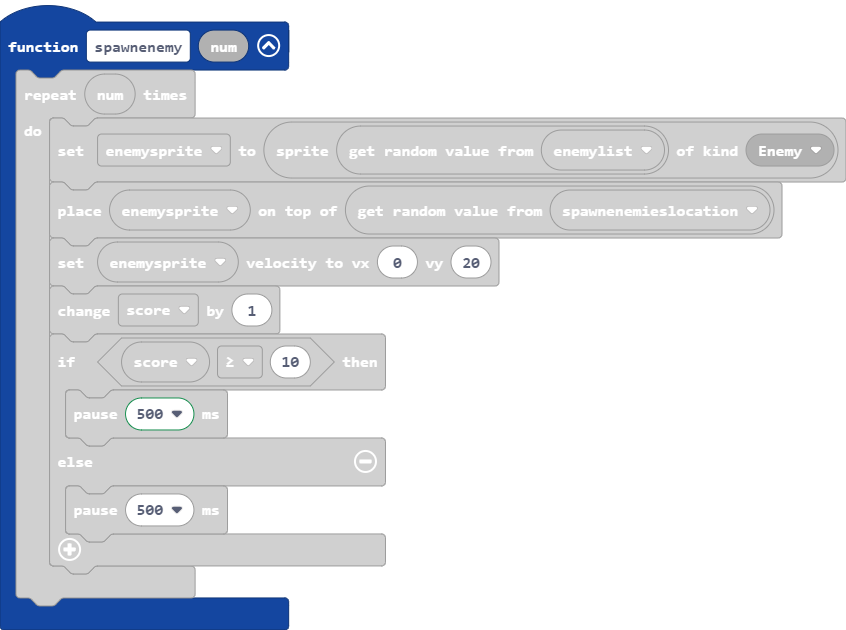 function spawnenemy num
repeat num times
do
set enemysprite to sprite get random value from enemylist of kind Enemy
place enemysprite on top of get random value from spawnenemieslocation
set enemysprite velocity to vx 0 vy 20
change score by 1
if score ≥ 10 then
pause 500 ms
else
pause 500 ms